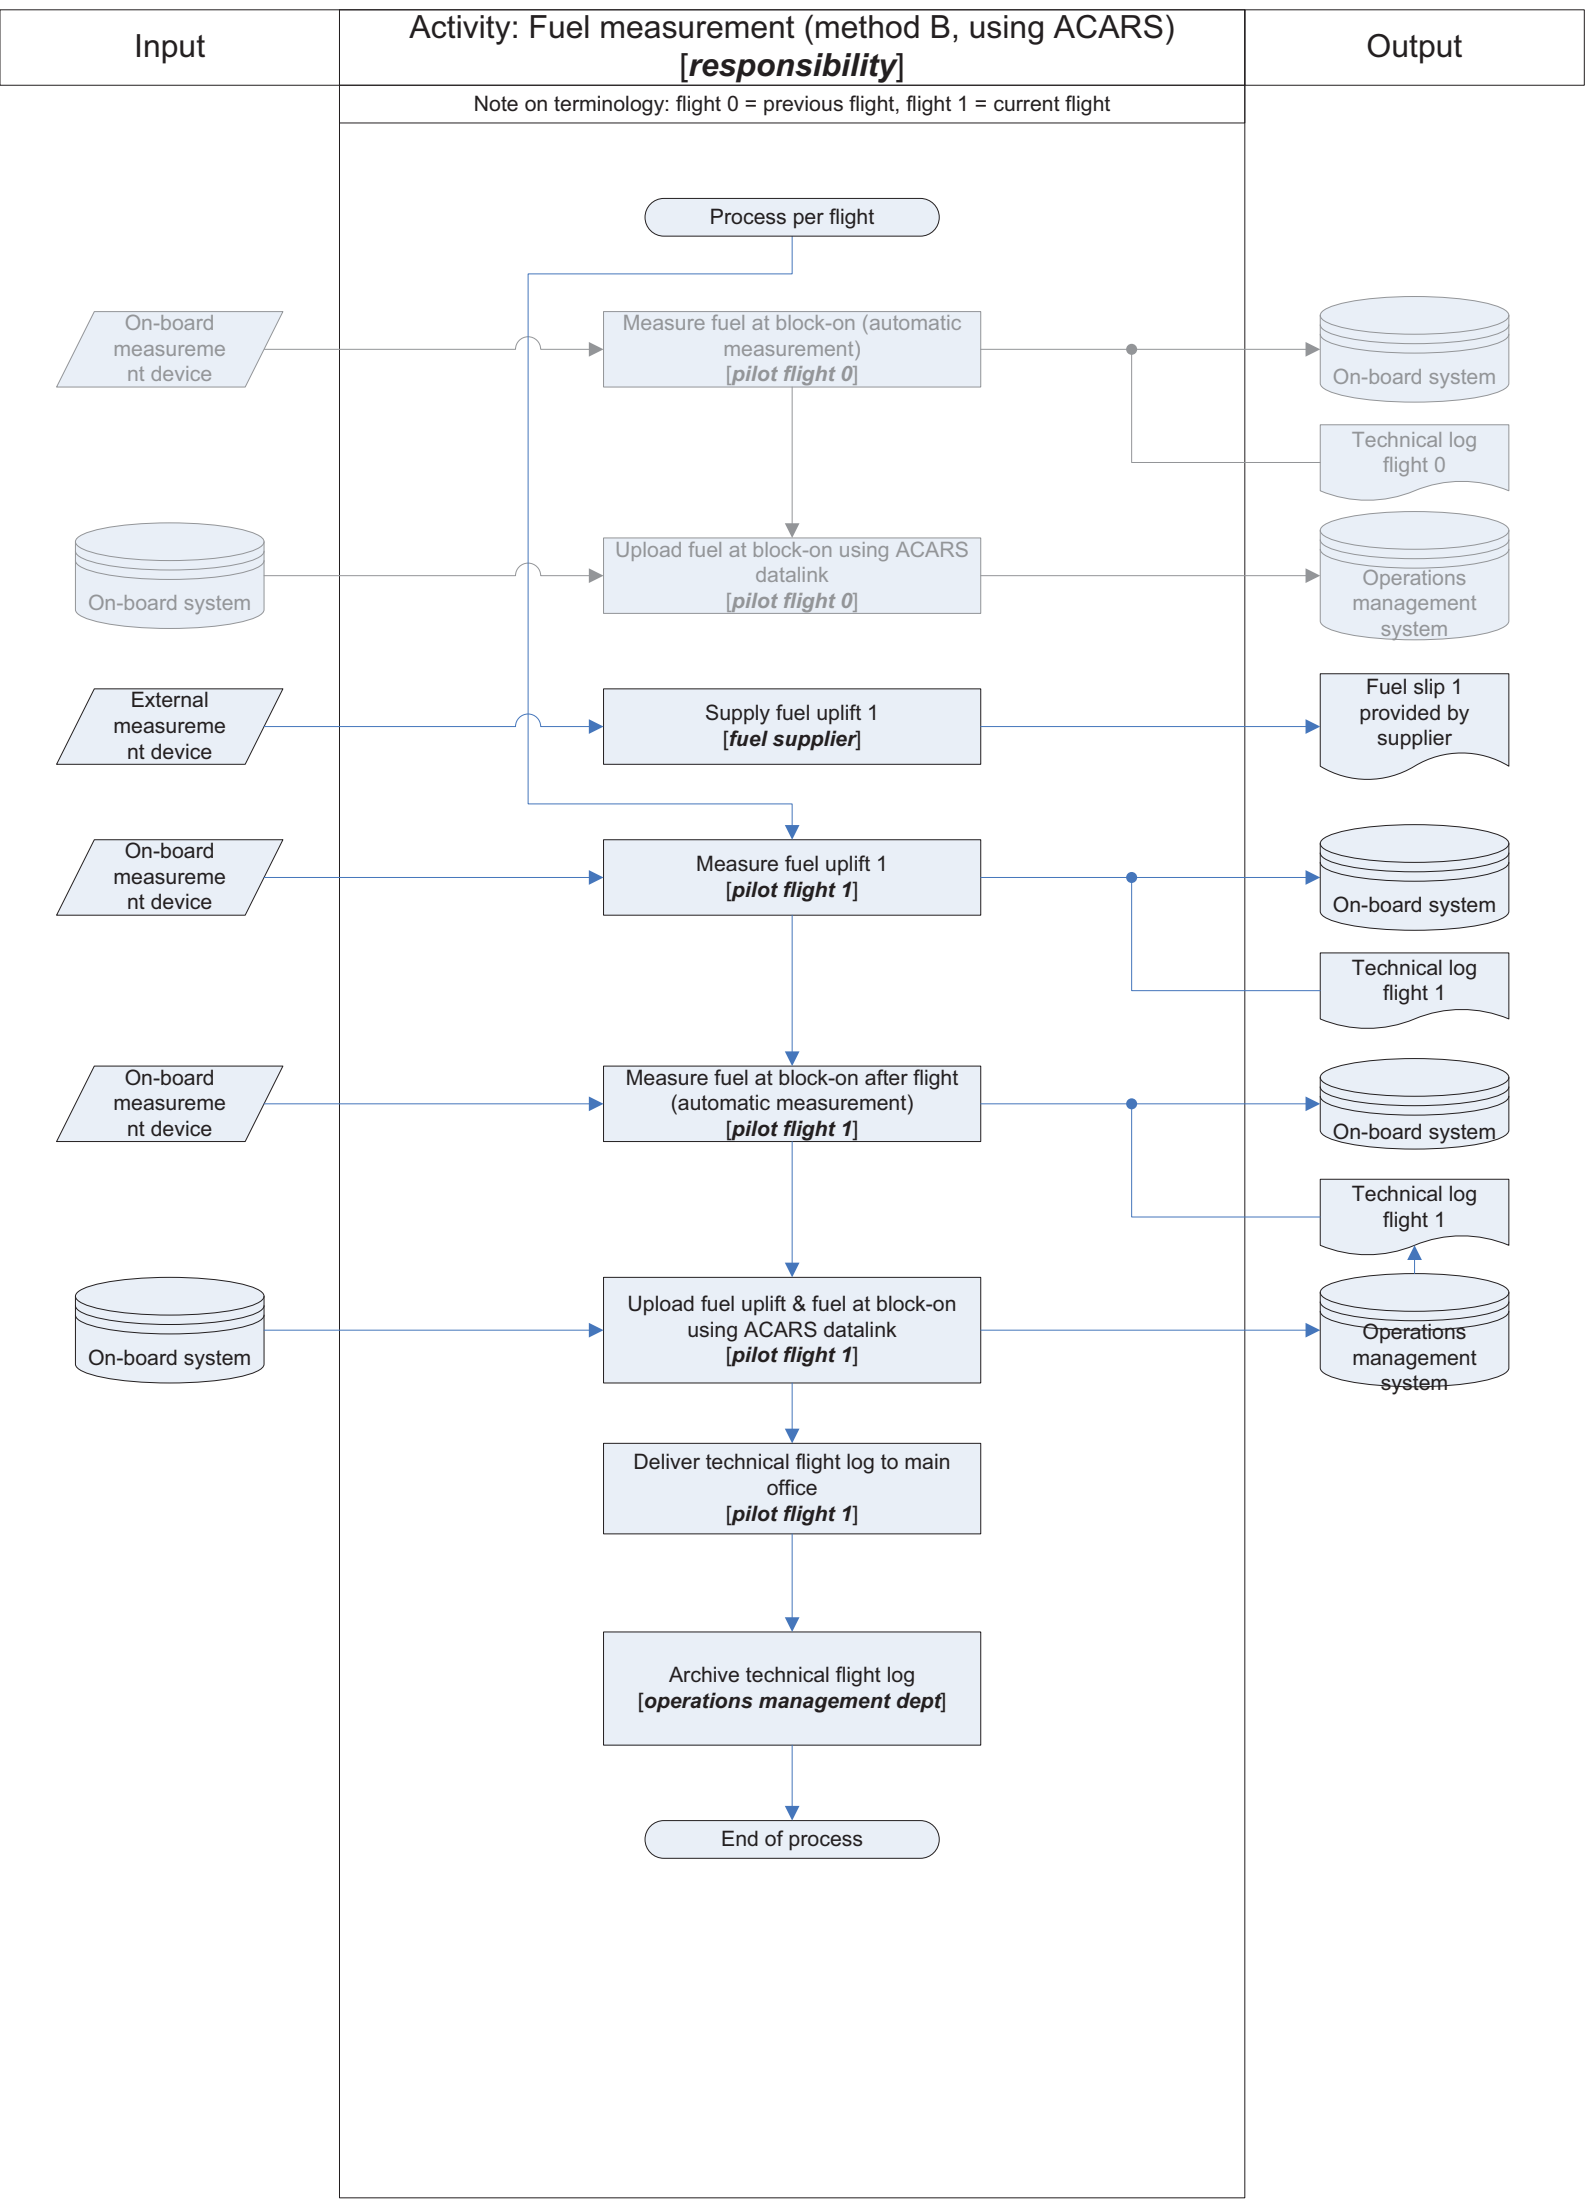 Input
Activity: Fuel measurement (method B, using ACARS)
[responsibility]
Output
Note on terminology: flight 0 = previous flight, flight 1 = current flight
Process per flight
On-board
measureme
nt device
Measure fuel at block-on (automatic
measurement)
[pilot flight 0]
On-board system
Technical log
flight 0
On-board system
Upload fuel at block-on using ACARS
datalink
[pilot flight 0]
Operations
management
system
External
measureme
nt device
Supply fuel uplift 1
[fuel supplier]
Fuel slip 1
provided by
supplier
On-board
measureme
nt device
Measure fuel uplift 1
[pilot flight 1]
On-board system
Technical log
flight 1
On-board
measureme
nt device
Measure fuel at block-on after flight
(automatic measurement)
[pilot flight 1]
On-board system
Technical log
flight 1
On-board system
Upload fuel uplift & fuel at block-on
using ACARS datalink
[pilot flight 1]
Operations
management
system
Deliver technical flight log to main
office
[pilot flight 1]
Archive technical flight log
[operations management dept]
End of process